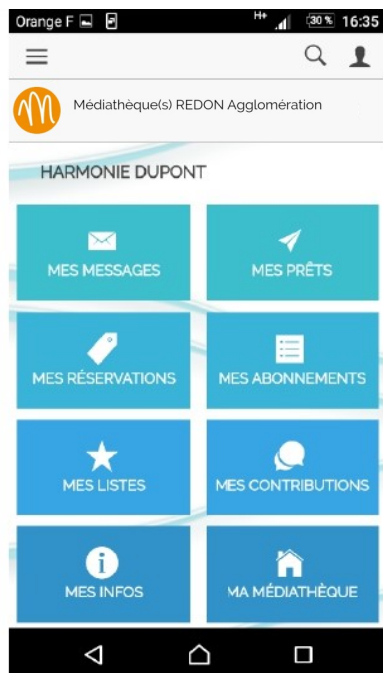 Orange F H+ 30 % 16:35
Médiathèque(s) REDON Agglomération
HARMONIE DUPONT
MES MESSAGES
MES PRÊTS
MES RÉSERVATIONS
MES ABONNEMENTS
MES LISTES
MES CONTRIBUTIONS
MES INFOS
MA MÉDIATHÈQUE